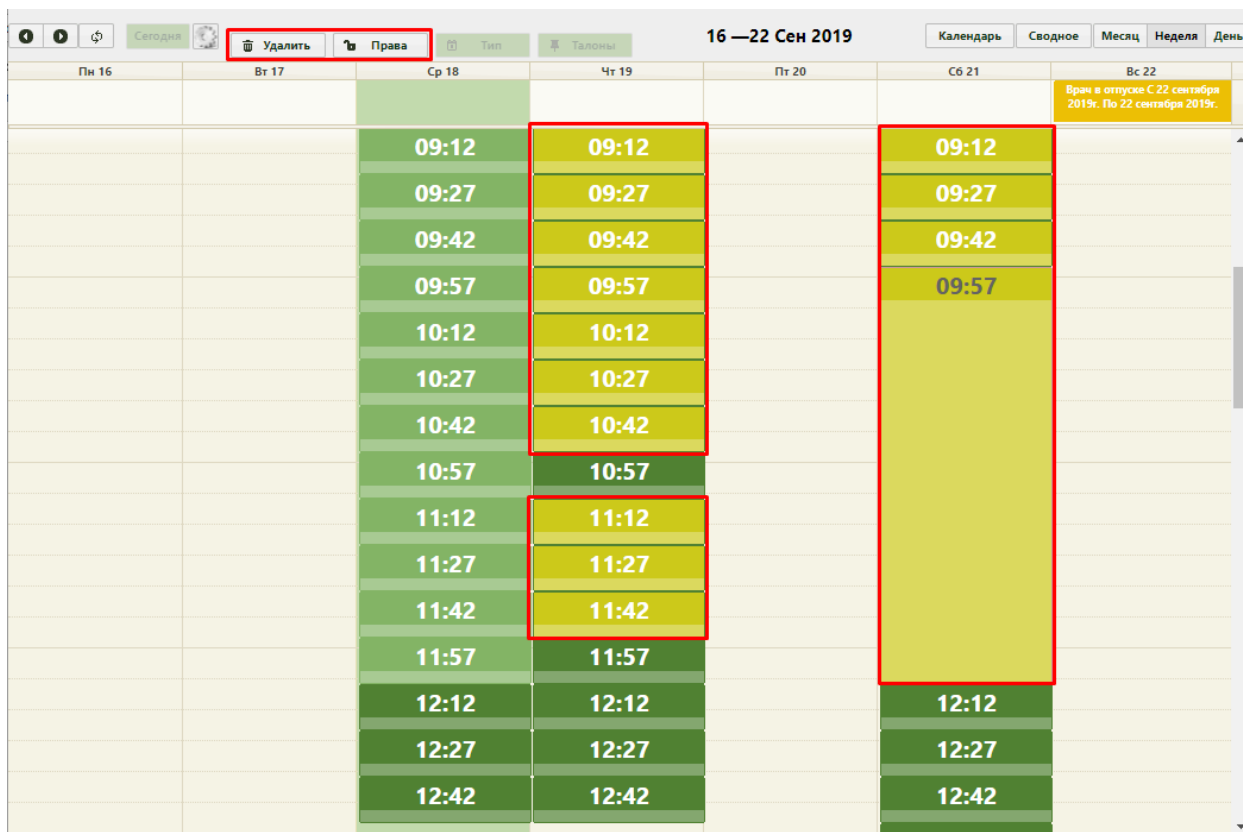 Сегодня
Удалить
Права
Тип
Талоны
16 —22 Сен 2019
Календарь
Сводное
Месяц
Неделя
День
Пн 16
Вт 17
Ср 18
Чт 19
Пт 20
Сб 21
Вс 22
Врач в отпуске С 22 сентября
2019г. По 22 сентября 2019г.
09:12 09:12 09:12
09:27 09:27 09:27
09:42 09:42 09:42
09:57 09:57 09:57
10:12 10:12
10:27 10:27
10:42 10:42
10:57 10:57
11:12 11:12
11:27 11:27
11:42 11:42
11:57 11:57
12:12 12:12 12:12
12:27 12:27 12:27
12:42 12:42 12:42